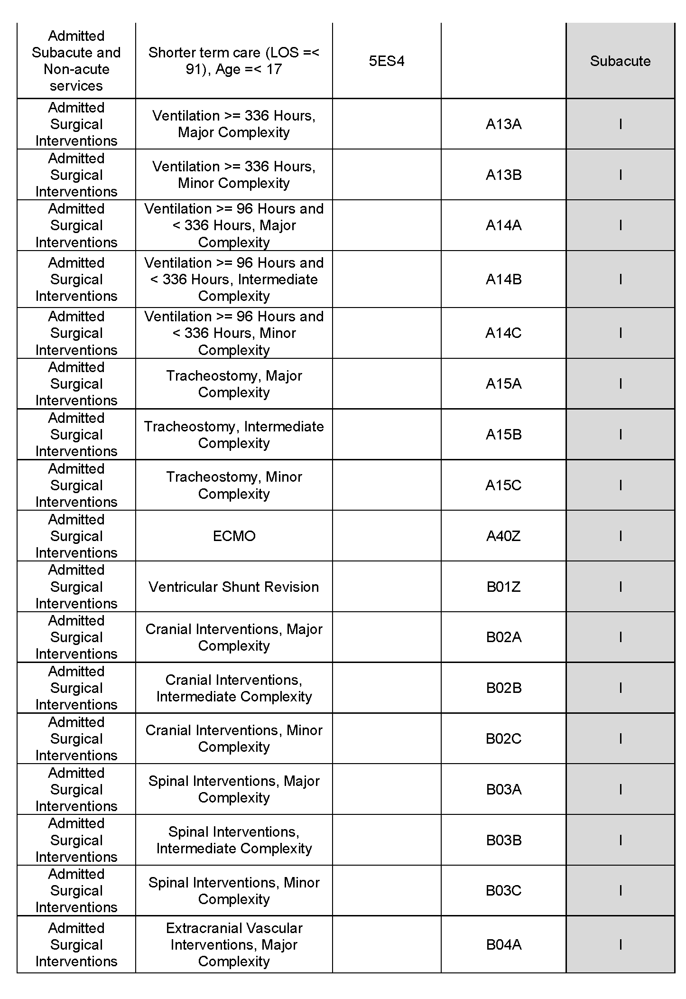 Admitted
Subacute and
Non-acute
services
Shorter term care (LOS =<
91), Age =< 17
5ES4
Subacute
Admitted
Surgical
Interventions
Ventilation >= 336 Hours,
Major Complexity
A13A
I
Admitted
Surgical
Interventions
Ventilation >= 336 Hours,
Minor Complexity
A13B
I
Admitted
Surgical
Interventions
Ventilation >= 96 Hours and
< 336 Hours, Major
Complexity
A14A
I
Admitted
Surgical
Interventions
Ventilation >= 96 Hours and
< 336 Hours, Intermediate
Complexity
A14B
I
Admitted
Surgical
Interventions
Ventilation >= 96 Hours and
< 336 Hours, Minor
Complexity
A14C
I
Admitted
Surgical
Interventions
Tracheostomy, Major
Complexity
A15A
I
Admitted
Surgical
Interventions
Tracheostomy, Intermediate
Complexity
A15B
I
Admitted
Surgical
Interventions
Tracheostomy, Minor
Complexity
A15C
I
Admitted
Surgical
Interventions
ECMO
A40Z
I
Admitted
Surgical
Interventions
Ventricular Shunt Revision
B01Z
I
Admitted
Surgical
Interventions
Cranial Interventions, Major
Complexity
B02A
I
Admitted
Surgical
Interventions
Cranial Interventions,
Intermediate Complexity
B02B
I
Admitted
Surgical
Interventions
Cranial Interventions, Minor
Complexity
B02C
I
Admitted
Surgical
Interventions
Spinal Interventions, Major
Complexity
B03A
I
Admitted
Surgical
Interventions
Spinal Interventions,
Intermediate Complexity
B03B
I
Admitted
Surgical
Interventions
Spinal Interventions, Minor
Complexity
B03C
I
Admitted
Surgical
Interventions
Extracranial Vascular
Interventions, Major
Complexity
B04A
I